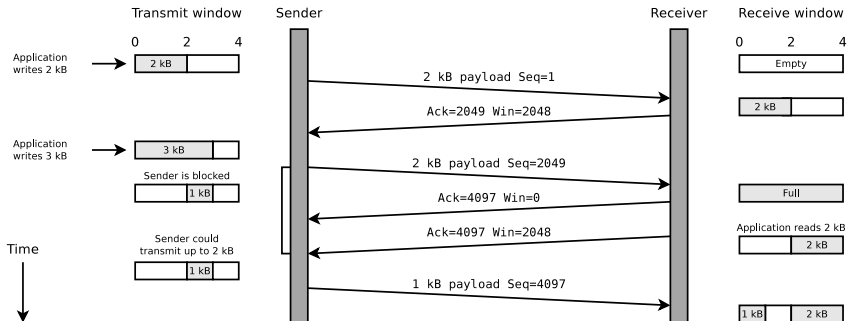 Transmit window
Sender
Receiver
Receive window
0 2 4
0 2 4
Application
writes 2 kB
2 kB
2 kB payload Seq=1
Empty
Ack=2049 Win=2048
2 kB
Application
writes 3 kB
3 kB
2 kB payload Seq=2049
Sender is blocked
1 kB
Ack=4097 Win=0
Full
Ack=4097 Win=2048
Application reads 2 kB
2 kB
Sender could
transmit up to 2 kB
1 kB
Time
1 kB payload Seq=4097
1 kB
2 kB